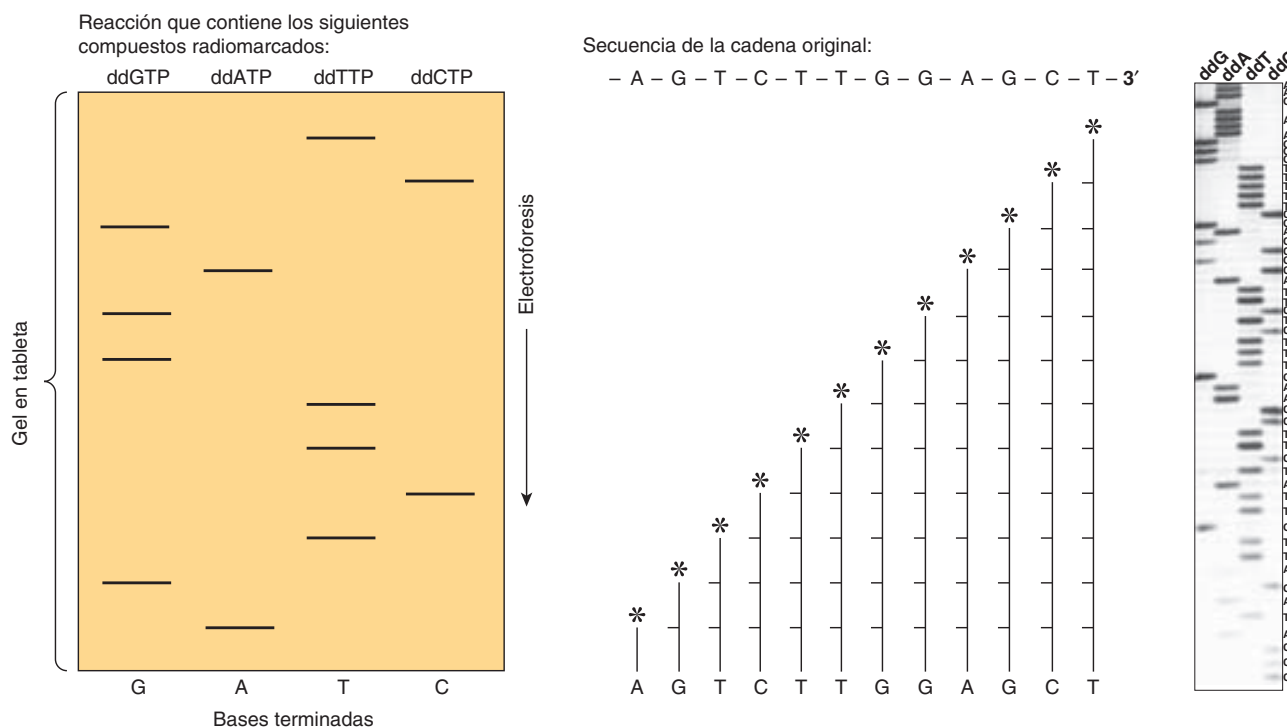 Reacción que contiene los siguientes
compuestos radiomarcados:
ddGTP ddATP ddTTP ddCTP
Gel en tableta
G A T C
Bases terminadas
Electroforesis
Secuencia de la cadena original:
– A – G – T – C – T – T – G – G – A – G – C – T – 3′
* * * * * * * * * * * *
A G T C T T G G A G C T
ddG ddA ddT